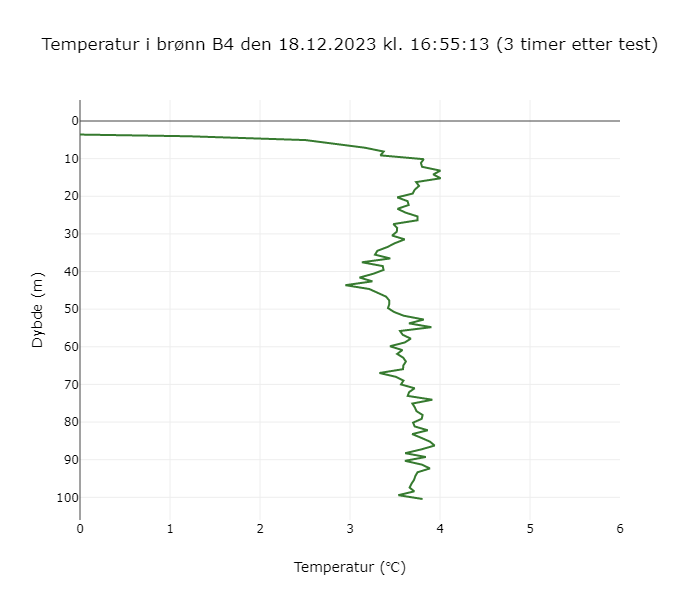 Temperatur i brønn B4 den 18.12.2023 kl. 16:55:13 (3 timer etter test)
0
10
20
30
40
50
60
70
80
90
100
Dybde (m)
0 1 2 3 4 5 6
Temperatur (℃)